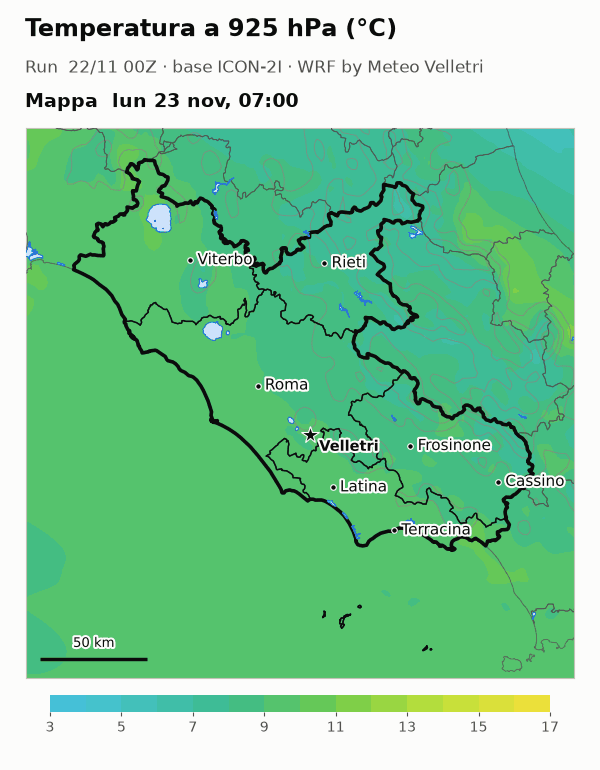 Temperatura a 925 hPa (°C)
Run  22/11 00Z · base ICON-2I · WRF by Meteo Velletri
Mappa  lun 23 nov, 07:00
Viterbo
Rieti
Roma
Velletri
Frosinone
Cassino
Latina
Terracina
50 km
3 5 7 9 11 13 15 17